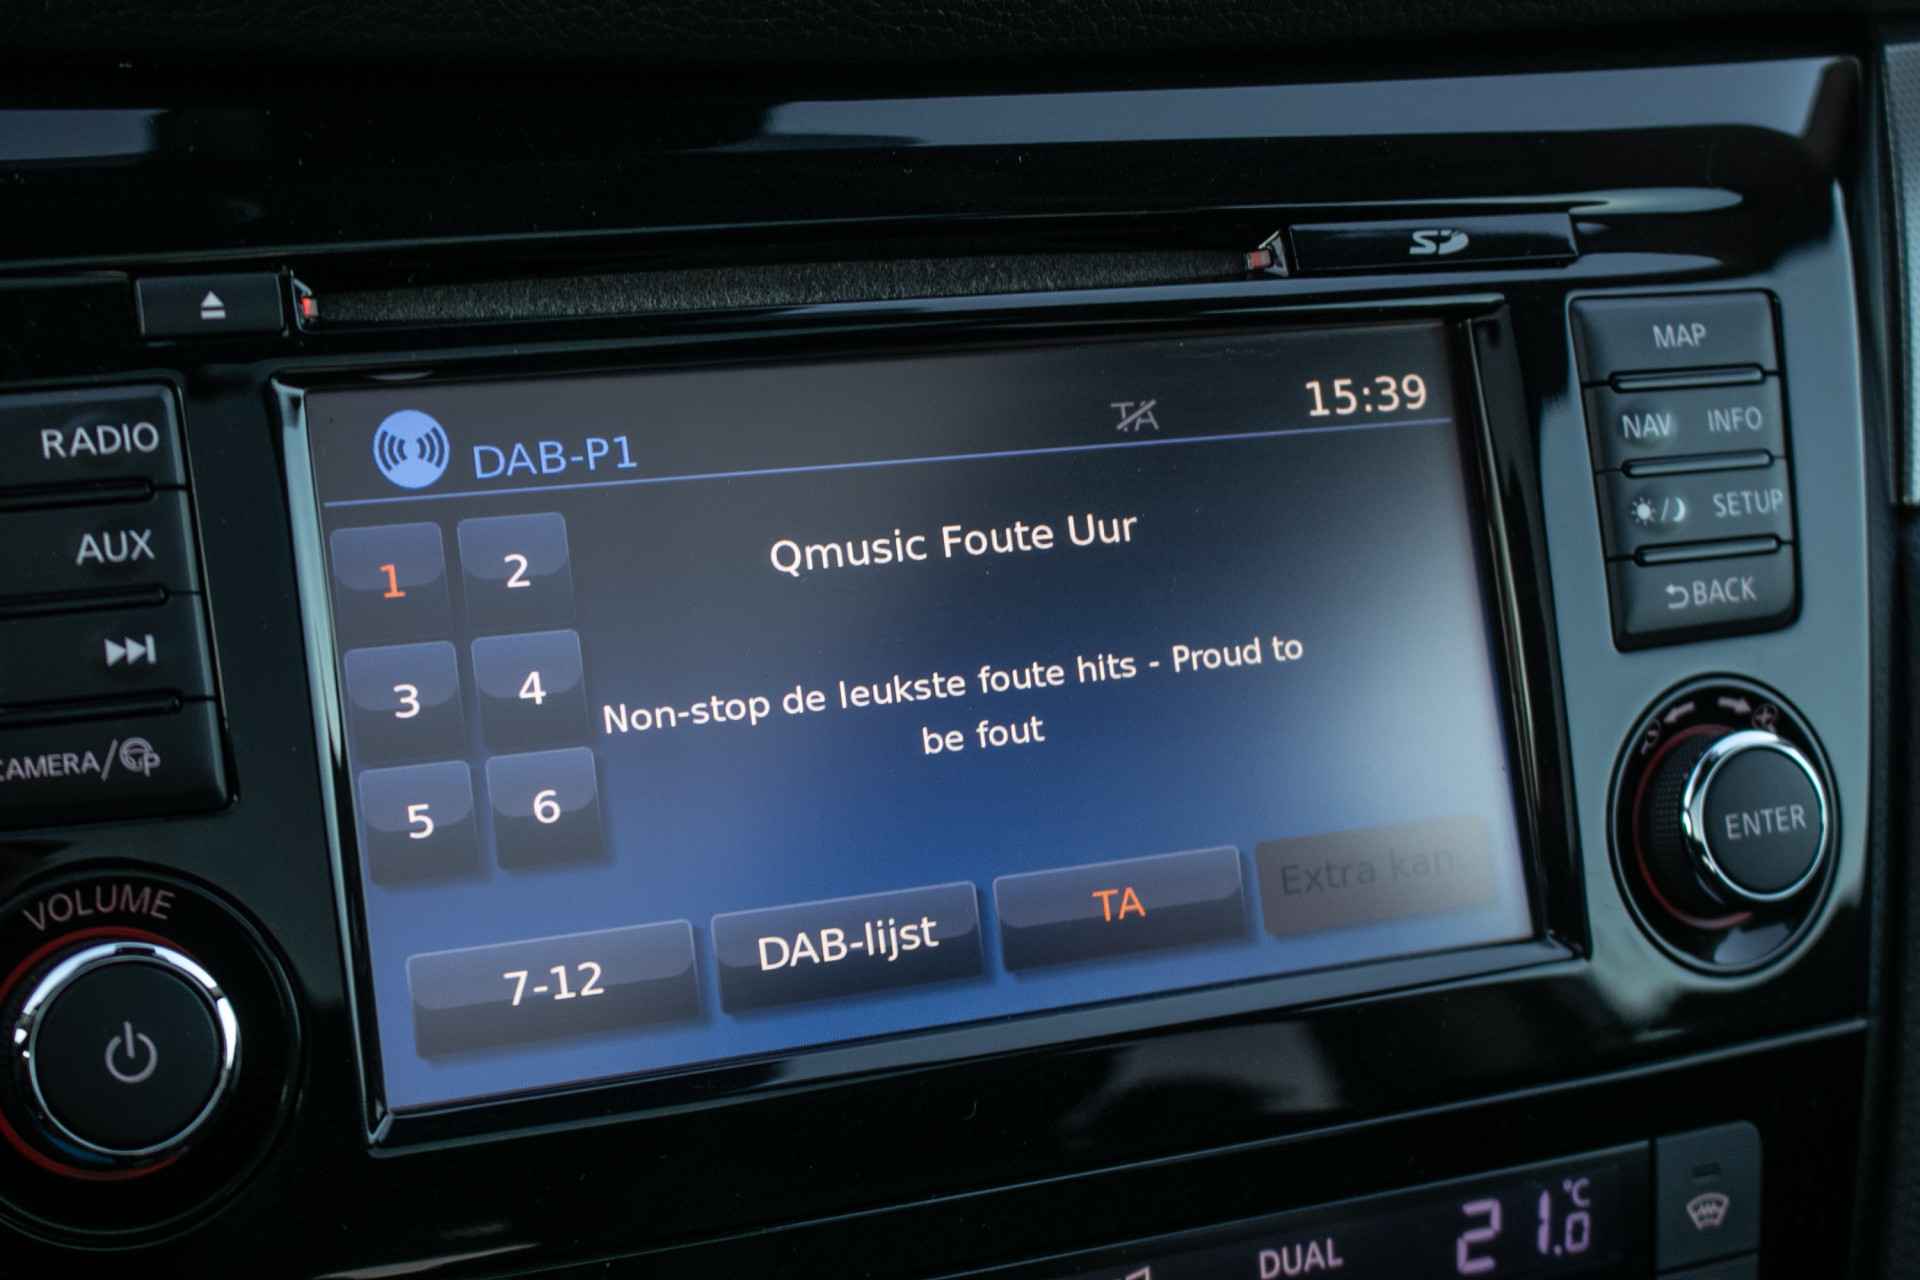 SD
MAP
RADIO
DAB-P1
TA
15:39
NAV INFO
AUX
1
2
Qmusic Foute Uur
SETUP
BACK
3
4
Non-stop de leukste foute hits - Proud to
be fout
CAMERA/
5
6
ENTER
VOLUME
7-12
DAB-lijst
TA
Extra kan.
DUAL
21.0 °C